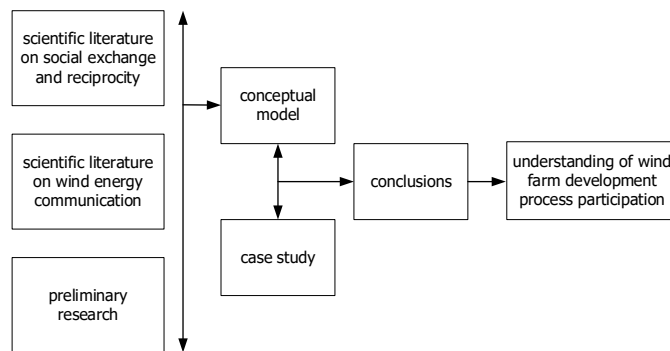 scientific literature
on social exchange
and reciprocity
scientific literature
on wind energy
communication
preliminary
research
conceptual
model
case study
conclusions
understanding of wind
farm development
process participation